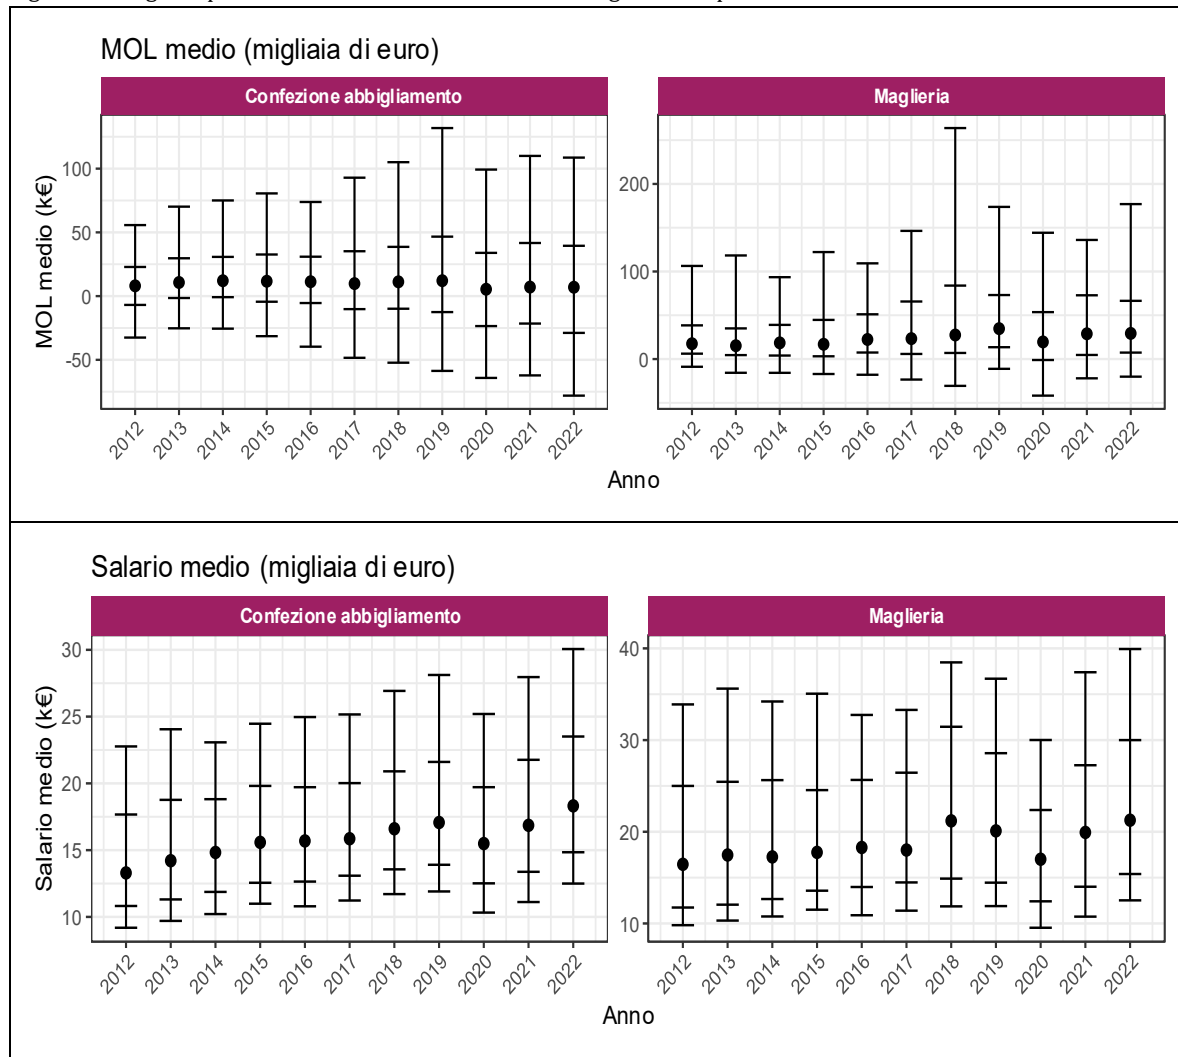 MOL medio (migliaia di euro)
Confezione abbigliamento
Maglieria
MOL medio (k€)
100
50
0
-50
200
100
0
2012 2013 2014 2015 2016 2017 2018 2019 2020 2021 2022
2012 2013 2014 2015 2016 2017 2018 2019 2020 2021 2022
Anno
Salario medio (migliaia di euro)
Confezione abbigliamento
Maglieria
Salario medio (k€)
30
25
20
15
10
40
30
20
10
2012 2013 2014 2015 2016 2017 2018 2019 2020 2021 2022
2012 2013 2014 2015 2016 2017 2018 2019 2020 2021 2022
Anno